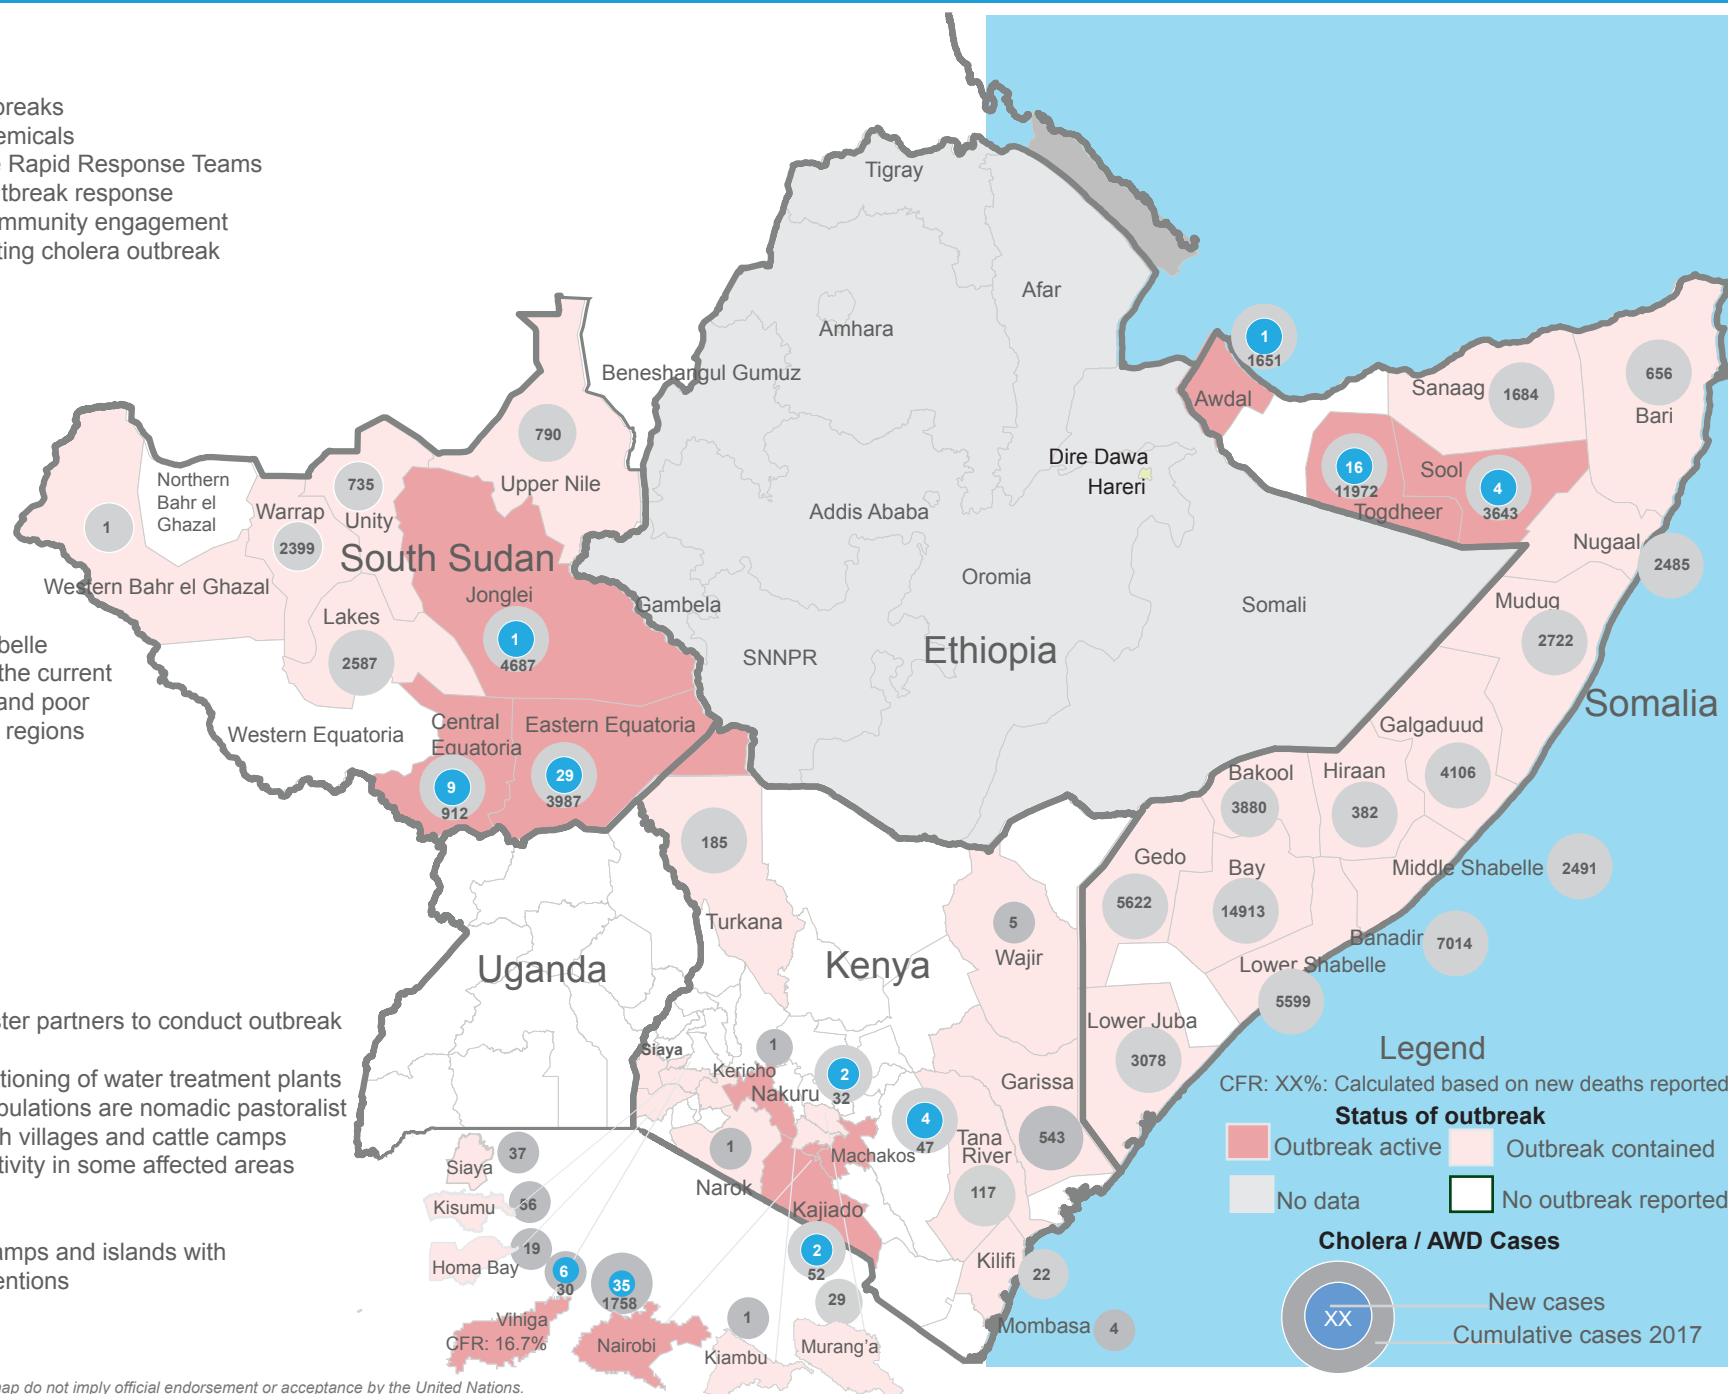 breaks
emicals
e Rapid Response Teams
tbreak response
ommunity engagement
ting cholera outbreak
belle
the current
and poor
regions
ster partners to conduct outbreak
tioning of water treatment plants
pulations are nomadic pastoralist
h villages and cattle camps
tivity in some affected areas
amps and islands with
entions
South Sudan
Northern
Bahr el
Ghazal
1
Western Bahr el Ghazal
Warrap
2399
735
Unity
790
Upper Nile
Jonglei
1
4687
Lakes
2587
Western Equatoria
Central
Equatoria
9
912
Eastern Equatoria
29
3987
Ethiopia
Tigray
Afar
Amhara
Beneshangul Gumuz
Dire Dawa
Hareri
Addis Ababa
Oromia
Somali
Gambela
SNNPR
Somalia
1
1651
Awdal
16
11972
Togdheer
Sool
4
3643
Sanaag
1684
656
Bari
Nugaal
2485
Mudug
2722
Galgaduud
4106
Hiraan
382
Bakool
3880
Gedo
5622
Bay
14913
Middle Shabelle
2491
Banadir
7014
Lower Shabelle
5599
Lower Juba
3078
Uganda
Kenya
185
Turkana
5
Wajir
Siaya
Kericho
1
Nakuru
2
32
4
47
Machakos
Tana
River
117
Garissa
543
1
Narok
Kajiado
2
52
Kilifi
22
Mombasa
4
Siaya
37
Kisumu
56
Homa Bay
19
6
30
Vihiga
CFR: 16.7%
35
1758
Nairobi
1
Kiambu
29
Murang'a
Legend
CFR: XX%: Calculated based on new deaths reported
Status of outbreak
Outbreak active
Outbreak contained
No data
No outbreak reported
Cholera / AWD Cases
XX
New cases
Cumulative cases 2017
map do not imply official endorsement or acceptance by the United Nations.